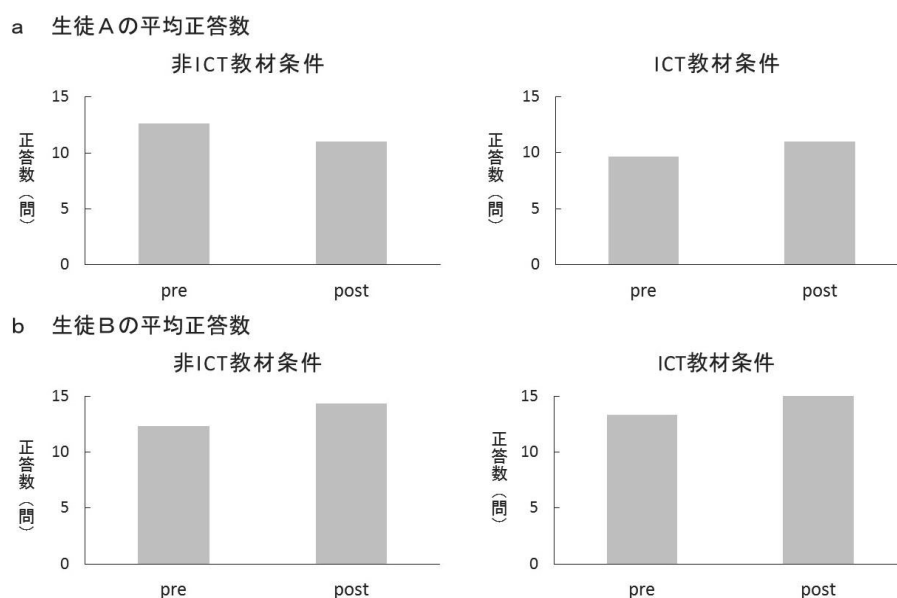 a 生徒Aの平均正答数
非ICT教材条件
ICT教材条件
正答数(問)
15
10
5
0
pre
post
正答数(問)
15
10
5
0
pre
post
b 生徒Bの平均正答数
非ICT教材条件
ICT教材条件
正答数(問)
15
10
5
0
pre
post
正答数(問)
15
10
5
0
pre
post